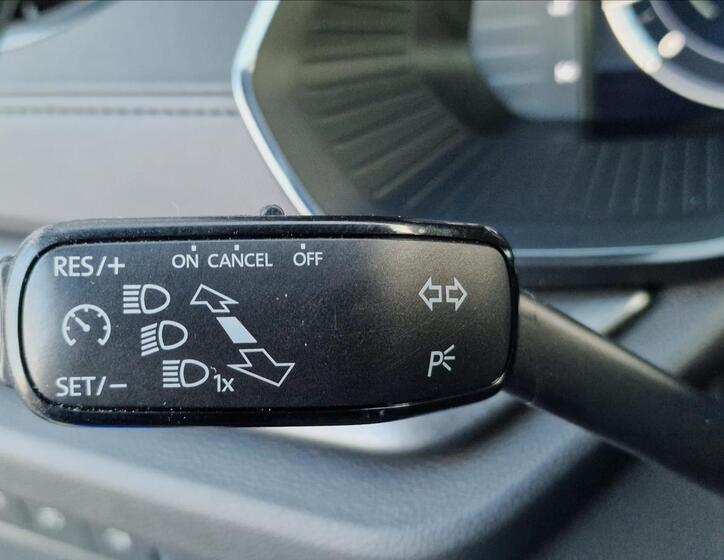 RES/+ ON CANCEL OFF
1x
SET/-
P